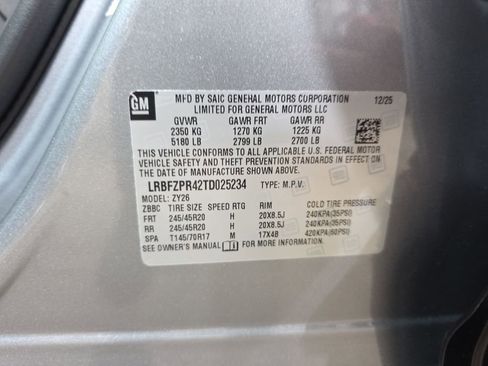 GM
MFD BY SAIC GENERAL MOTORS CORPORATION 12/25
LIMITED FOR GENERAL MOTORS LLC
GVWR GAWR FRT GAWR RR
2350 KG 1270 KG 1225 KG
5180 LB 2799 LB 2700 LB
THIS VEHICLE CONFORMS TO ALL APPLICABLE U.S. FEDERAL MOTOR
VEHICLE SAFETY AND THEFT PREVENTION STANDARDS IN EFFECT ON
THE DATE OF MANUFACTURE SHOWN ABOVE.
LRBFZPR42TD025234 TYPE: M.P.V.
MODEL: ZY26
ZBBC TIRE SIZE SPEED RTG RIM COLD TIRE PRESSURE
FRT 245/45R20 H 20X8.5J 240KPA(35PSI)
RR 245/45R20 H 20X8.5J 240KPA(35PSI)
SPA T145/70R17 M 17X4B 420KPA(60PSI)
SEE OWNER'S MANUAL